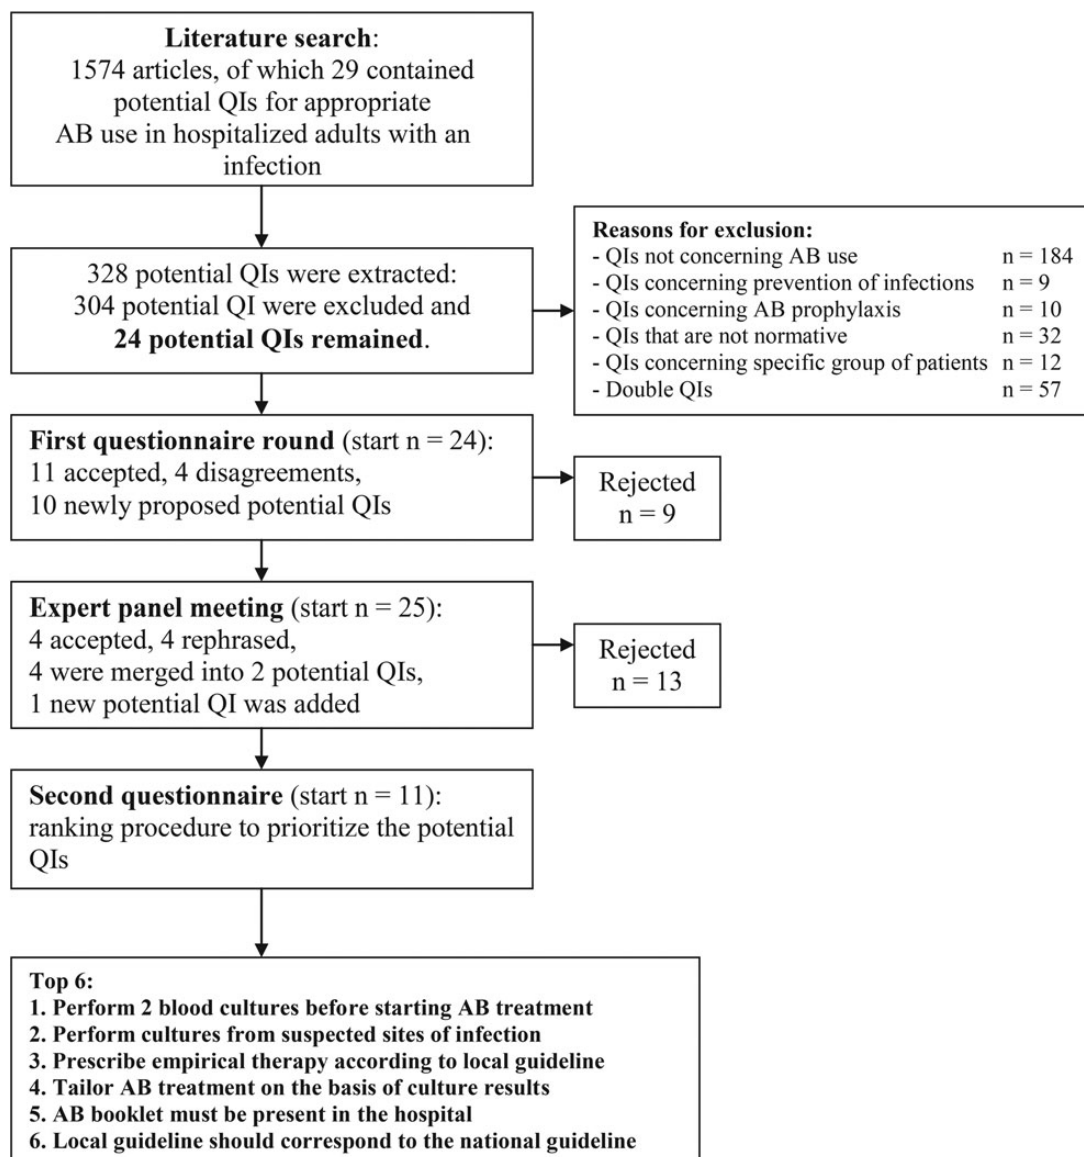 Literature search:
1574 articles, of which 29 contained
potential QIs for appropriate
AB use in hospitalized adults with an
infection
328 potential QIs were extracted:
304 potential QI were excluded and
24 potential QIs remained.
Reasons for exclusion:
- QIs not concerning AB use n = 184
- QIs concerning prevention of infections n = 9
- QIs concerning AB prophylaxis n = 10
- QIs that are not normative n = 32
- QIs concerning specific group of patients n = 12
- Double QIs n = 57
First questionnaire round (start n = 24):
11 accepted, 4 disagreements,
10 newly proposed potential QIs
Rejected
n = 9
Expert panel meeting (start n = 25):
4 accepted, 4 rephrased,
4 were merged into 2 potential QIs,
1 new potential QI was added
Rejected
n = 13
Second questionnaire (start n = 11):
ranking procedure to prioritize the potential
QIs
Top 6:
1. Perform 2 blood cultures before starting AB treatment
2. Perform cultures from suspected sites of infection
3. Prescribe empirical therapy according to local guideline
4. Tailor AB treatment on the basis of culture results
5. AB booklet must be present in the hospital
6. Local guideline should correspond to the national guideline